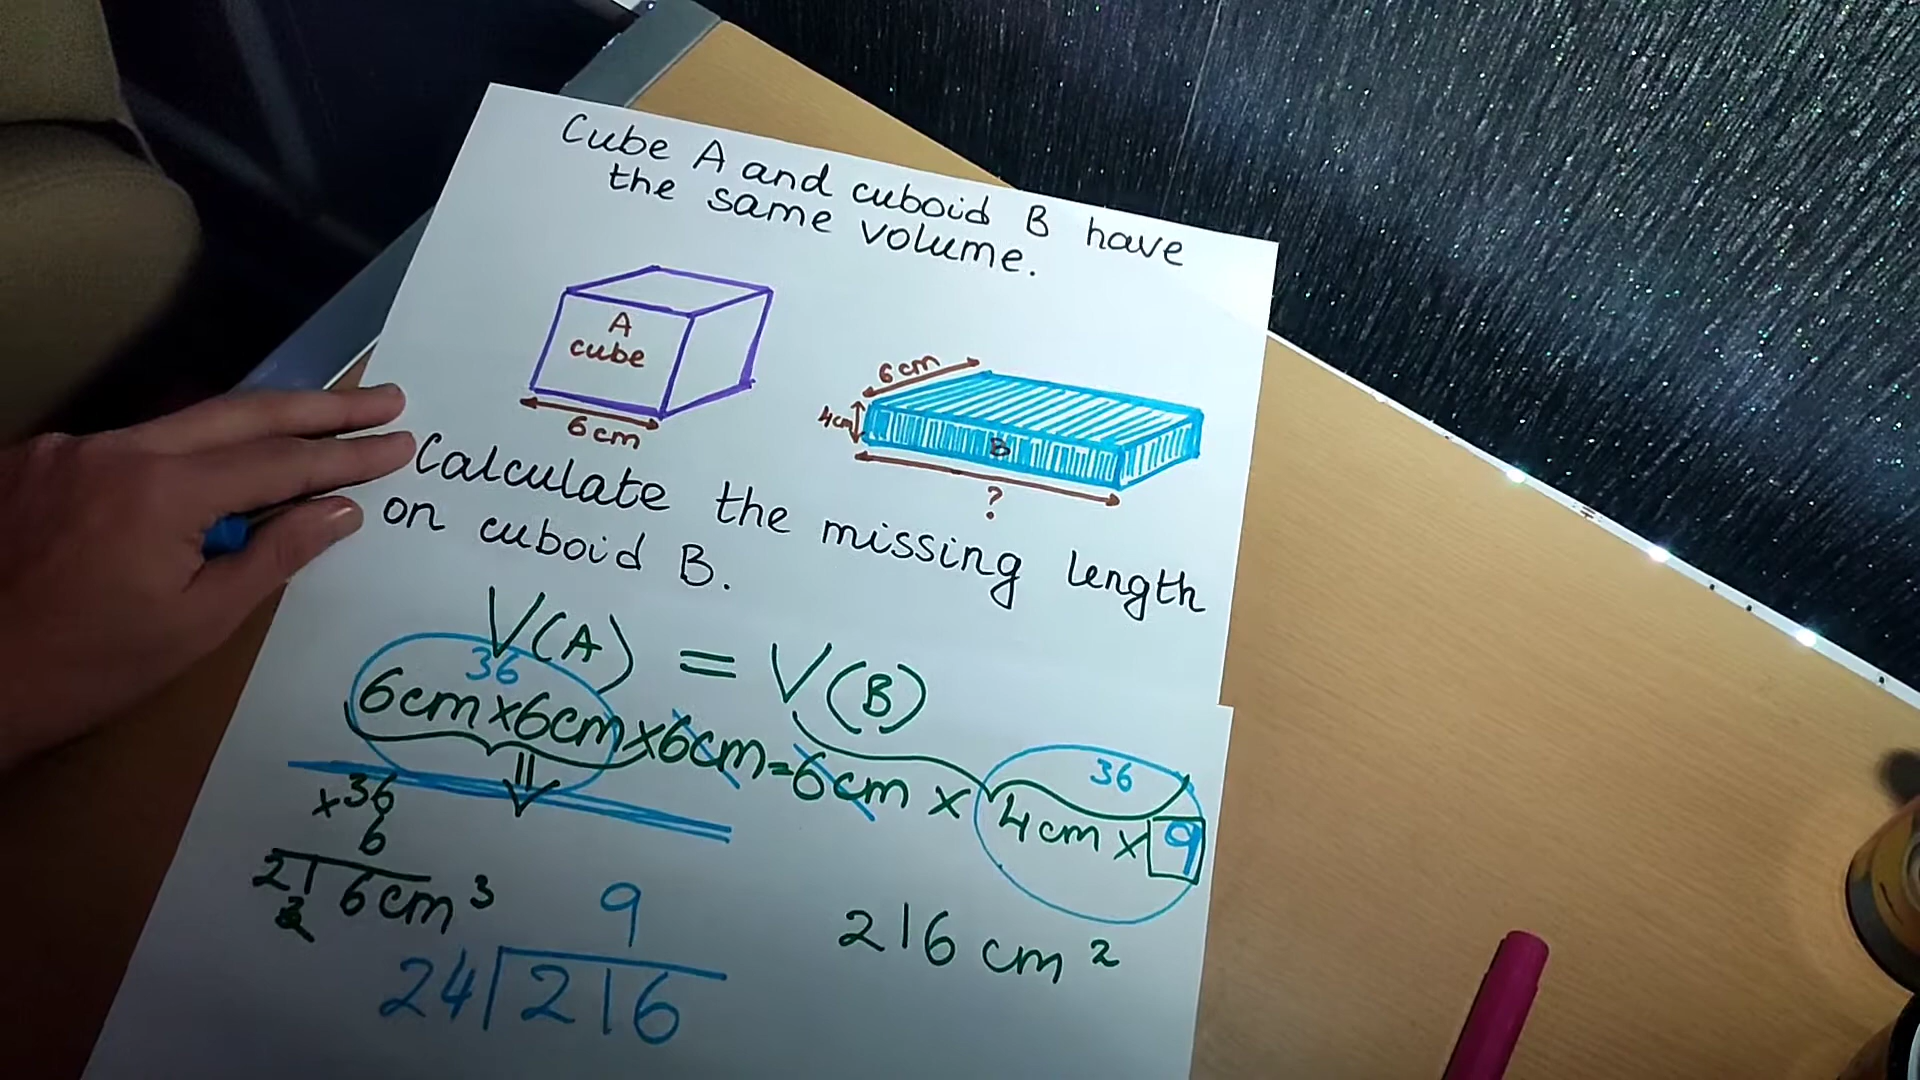 Cube A and cuboid B have
the same volume.
A
cube
6cm
6cm
4cm
B
?
Calculate the missing length
on cuboid B.
V(A) = V(B)
36
36
6cm x 6cm x 6cm = 6cm x 4cm x 9
x 36
6
216cm³
9
24 216
216 cm²